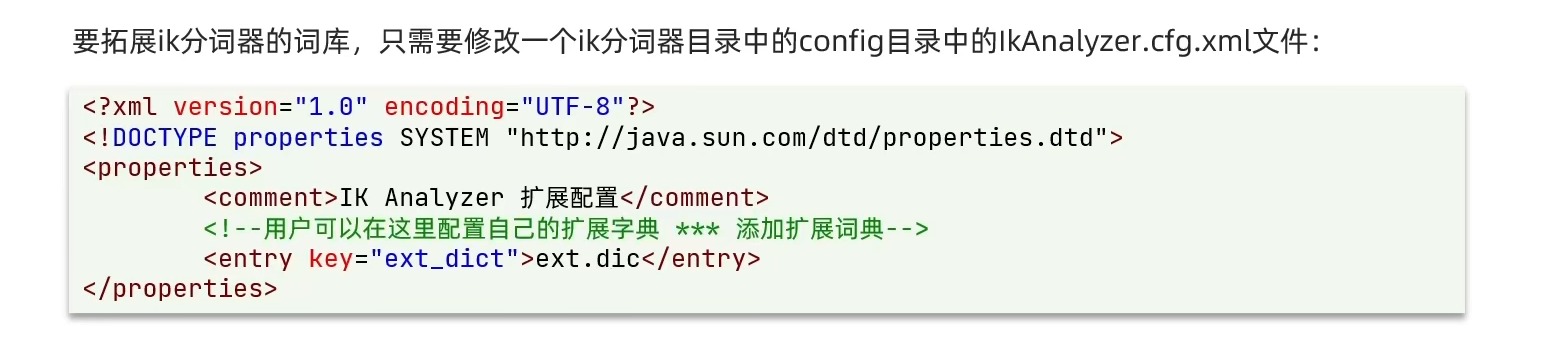 要拓展ik分词器的词库，只需要修改一个ik分词器目录中的config目录中的IkAnalyzer.cfg.xml文件：
<?xml version="1.0" encoding="UTF-8"?>
<!DOCTYPE properties SYSTEM "http://java.sun.com/dtd/properties.dtd">
<properties>
        <comment>IK Analyzer 扩展配置</comment>
        <!--用户可以在这里配置自己的扩展字典 *** 添加扩展词典-->
        <entry key="ext_dict">ext.dic</entry>
</properties>